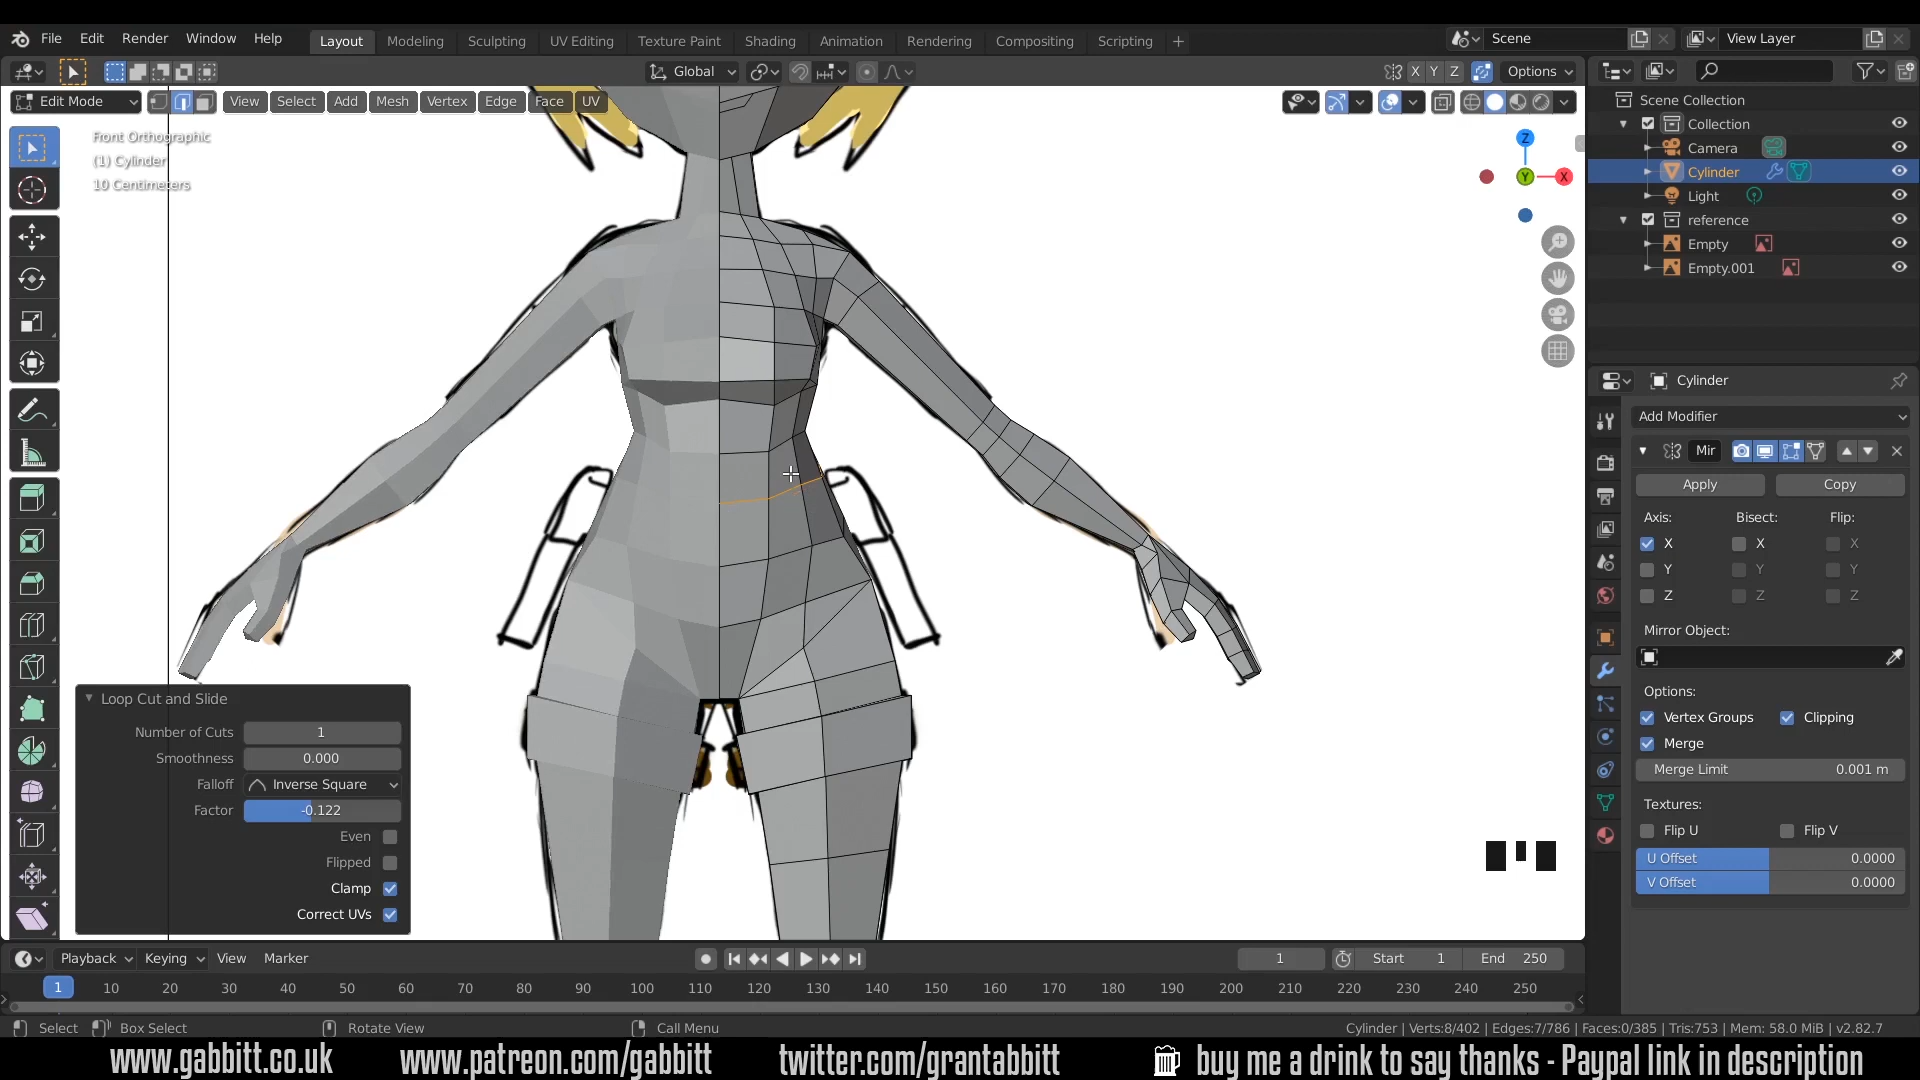 File Edit Render Window Help Layout Modeling Sculpting UV Editing Texture Paint Shading Animation Rendering Compositing Scripting + Scene View Layer
Global X Y Z Options
Edit Mode View Select Add Mesh Vertex Edge Face UV
Front Orthographic
(1) Cylinder
10 Centimeters
Z
Y
X
Scene Collection
Collection
Camera
Cylinder
Light
reference
Empty
Empty.001
Cylinder
Add Modifier
Mir
Apply Copy
Axis: Bisect: Flip:
X X X
Y Y Y
Z Z Z
Mirror Object:
Options:
Vertex Groups Clipping
Merge
Merge Limit 0.001 m
Textures:
Flip U Flip V
U Offset 0.0000
V Offset 0.0000
Loop Cut and Slide
Number of Cuts 1
Smoothness 0.000
Falloff Inverse Square
Factor -0.122
Even
Flipped
Clamp
Correct UVs
Playback Keying View Marker 1 Start 1 End 250
1 10 20 30 40 50 60 70 80 90 100 110 120 130 140 150 160 170 180 190 200 210 220 230 240 250
Select Box Select Rotate View Call Menu Cylinder | Verts:8/402 | Edges:7/786 | Faces:0/385 | Tris:753 | Mem: 58.0 MiB | v2.82.7
www.gabbitt.co.uk www.patreon.com/gabbitt twitter.com/grantabbitt buy me a drink to say thanks - Paypal link in description